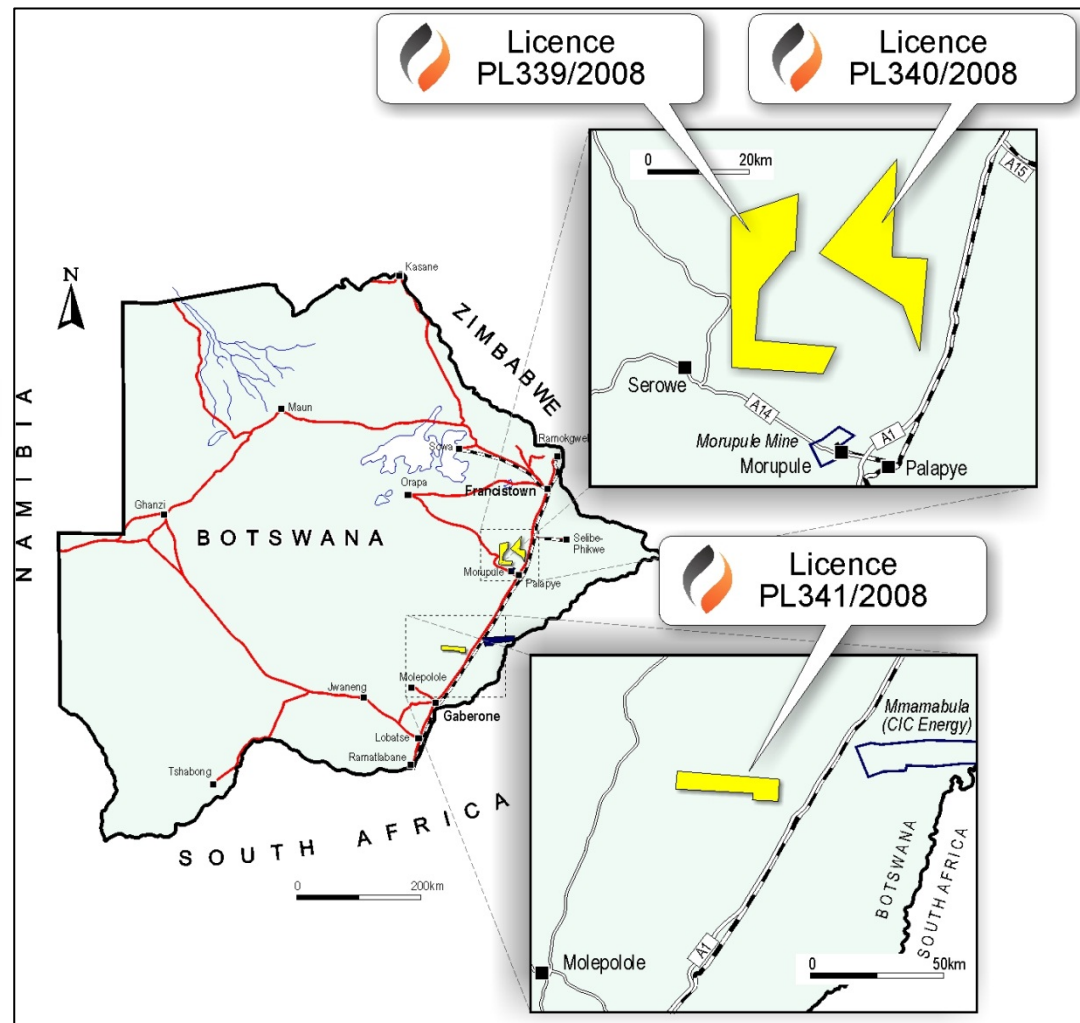 Licence
PL339/2008
Licence
PL340/2008
0 20km
A15
Serowe
A14
A1
Morupule Mine
Morupule
Palapye
N
Kasane
ZIMBABWE
NAMIBIA
Maun
Ramokgweb
Sowa
Orapa
Francistown
Ghanzi
BOTSWANA
Selibe-
Phikwe
Morupule
Palapye
Licence
PL341/2008
Molepolole
Jwaneng
Gaberone
Lobatse
Ramatlabane
Tshabong
SOUTH AFRICA
0 200km
Mmamabula
(CIC Energy)
BOTSWANA
SOUTH AFRICA
A1
Molepolole
0 50km